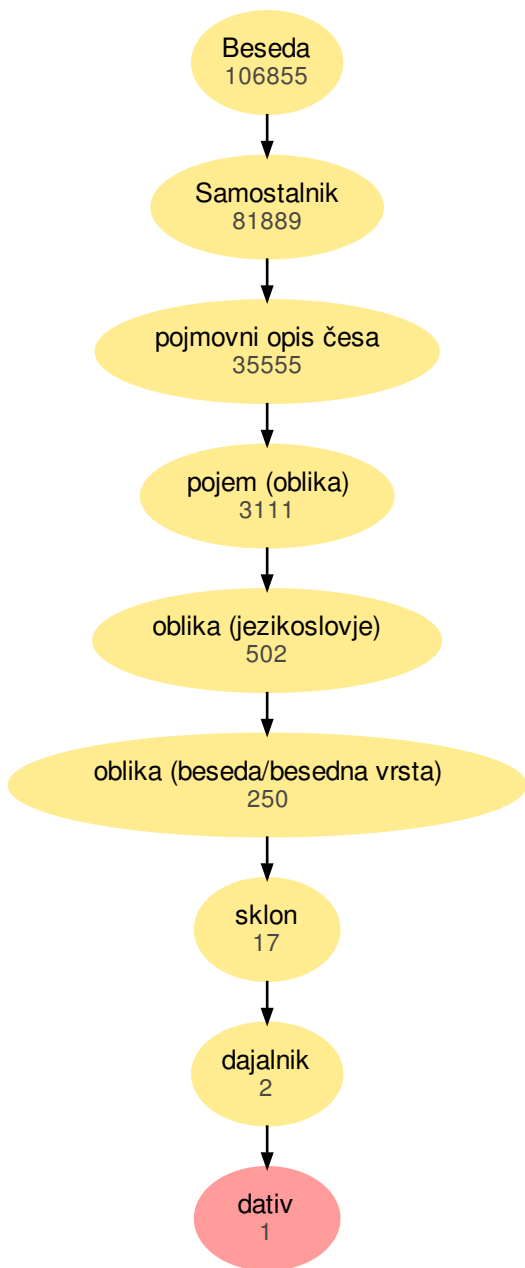 Beseda
106855
Samostalnik
81889
pojmovni opis česa
35555
pojem (oblika)
3111
oblika (jezikoslovje)
502
oblika (beseda/besedna vrsta)
250
sklon
17
dajalnik
2
dativ
1